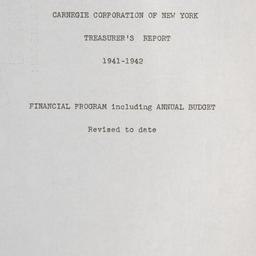 CARNEGIE CORPORATION OF NEW YORK
TREASURER'S REPORT
1941-1942
FINANCIAL PROGRAM including ANNUAL BUDGET
Revised to date